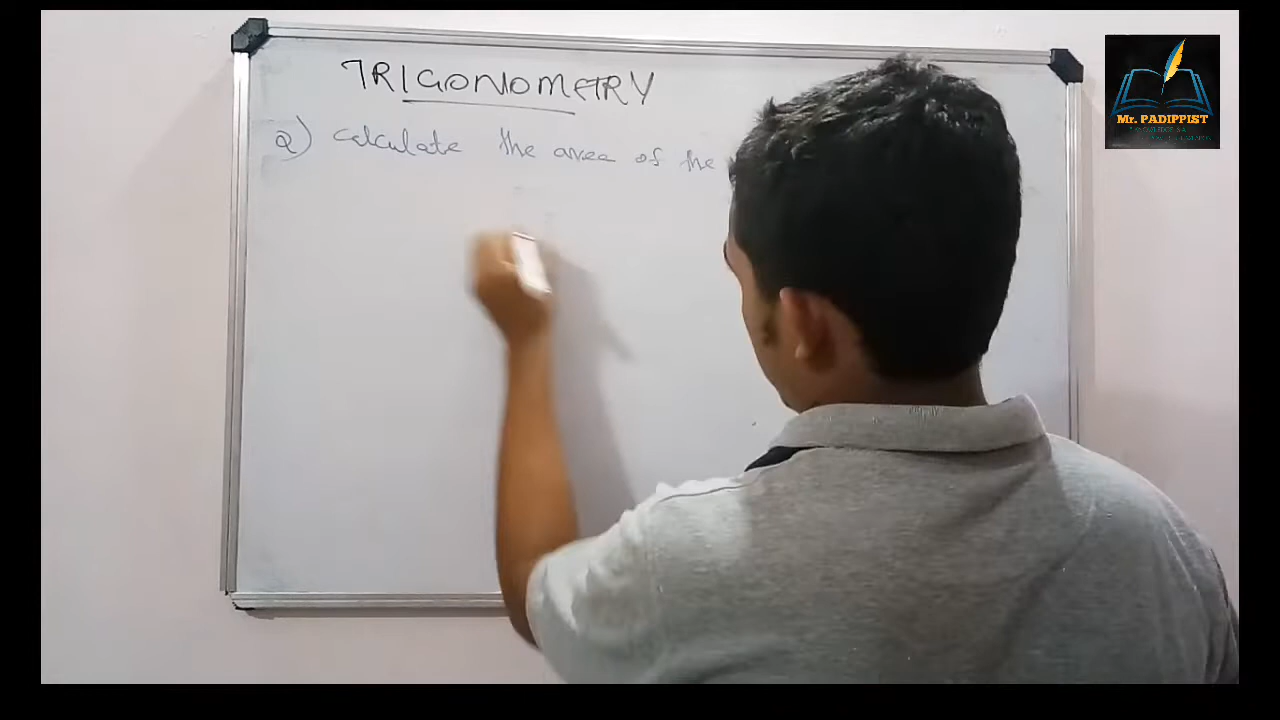 TRIGONOMETRY
Q) calculate the area of the
Mr. PADIPPIST